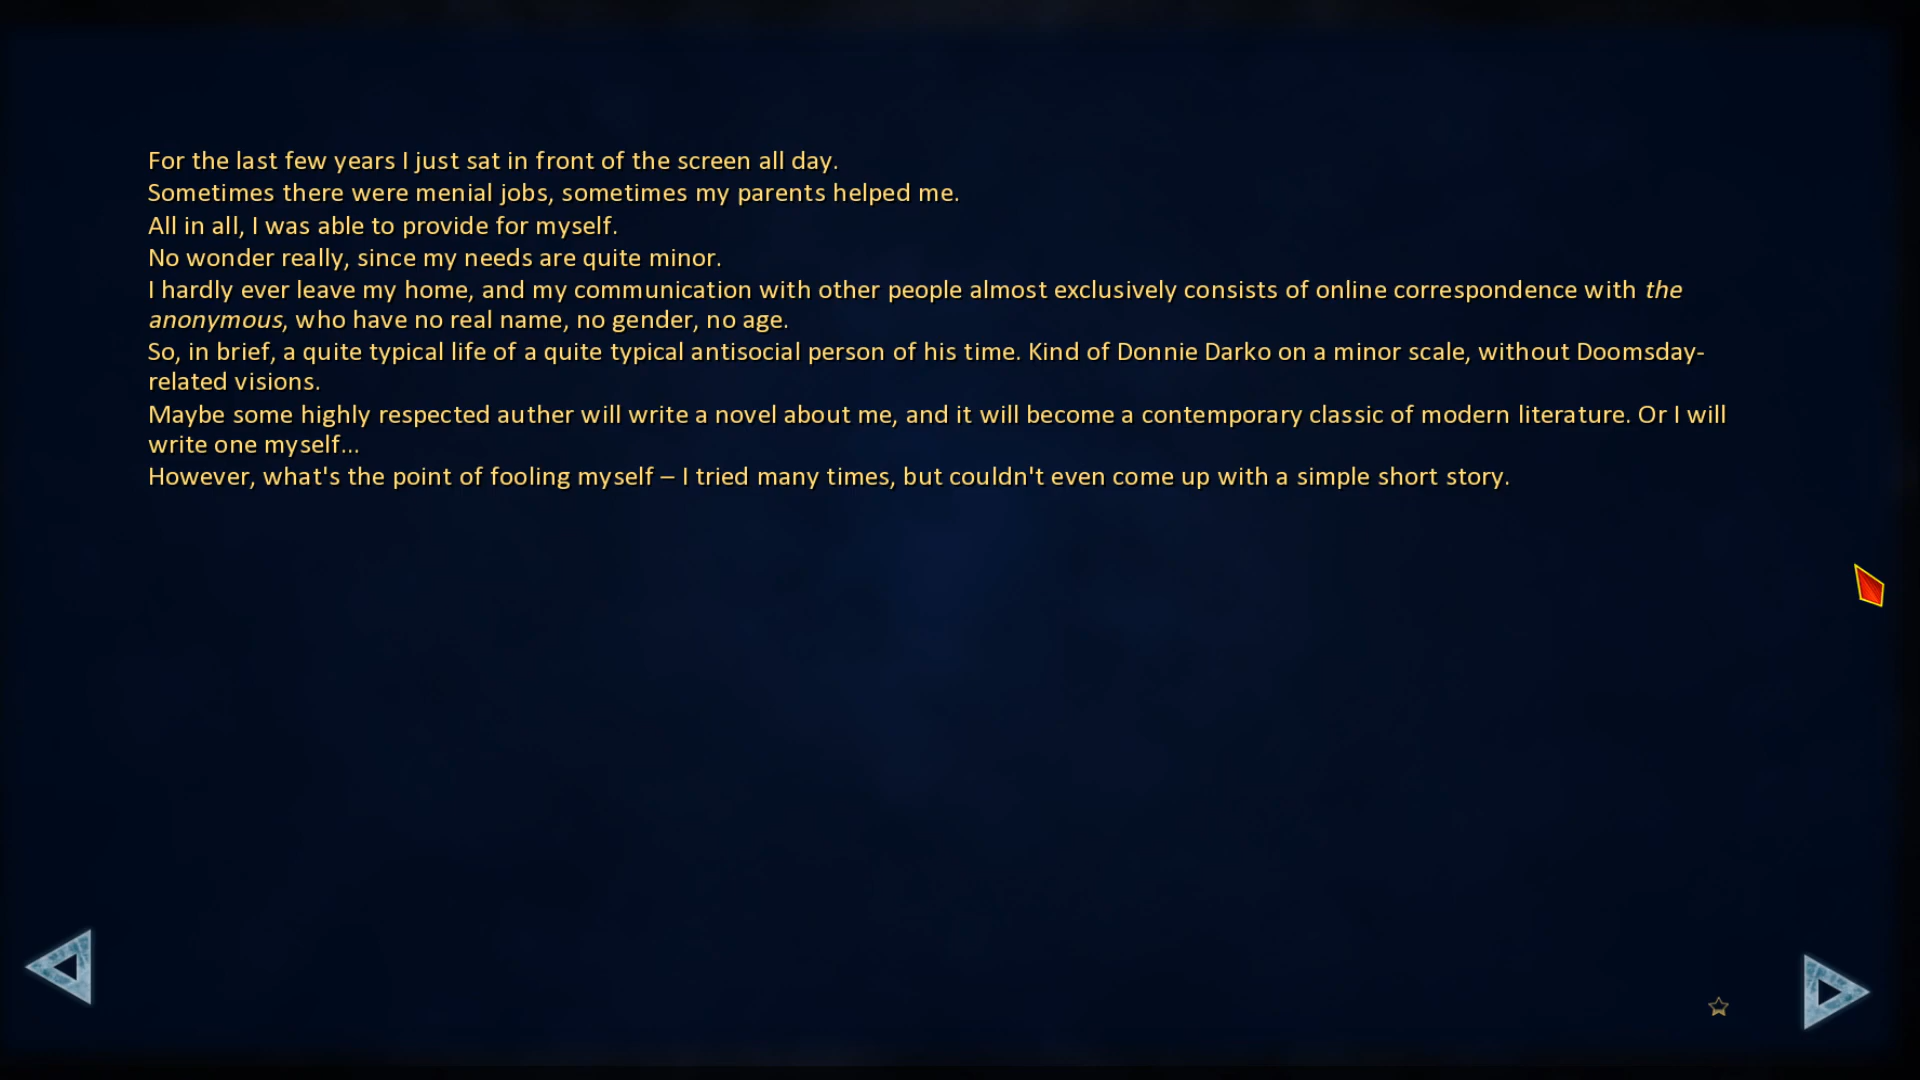 For the last few years I just sat in front of the screen all day.
Sometimes there were menial jobs, sometimes my parents helped me.
All in all, I was able to provide for myself.
No wonder really, since my needs are quite minor.
I hardly ever leave my home, and my communication with other people almost exclusively consists of online correspondence with the
anonymous, who have no real name, no gender, no age.
So, in brief, a quite typical life of a quite typical antisocial person of his time. Kind of Donnie Darko on a minor scale, without Doomsday-
related visions.
Maybe some highly respected auther will write a novel about me, and it will become a contemporary classic of modern literature. Or I will
write one myself...
However, what's the point of fooling myself – I tried many times, but couldn't even come up with a simple short story.